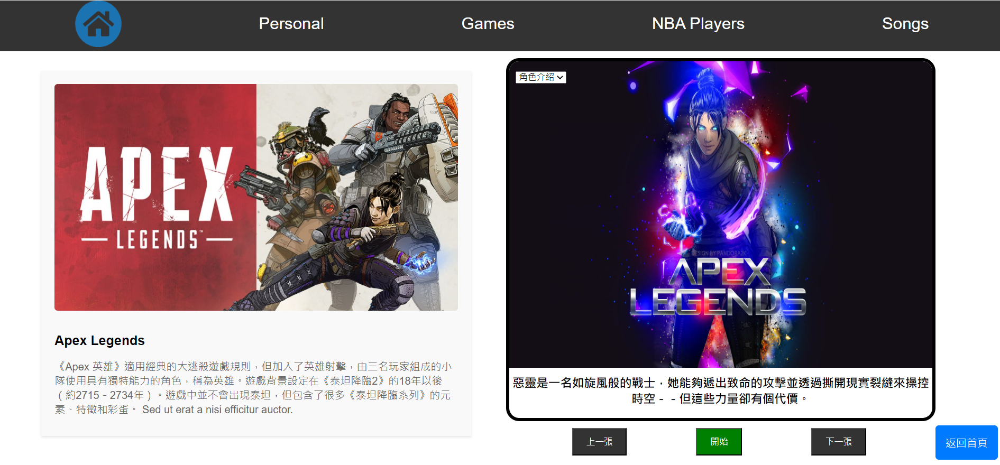 Personal
Games
NBA Players
Songs
APEX
LEGENDS™
Apex Legends
《Apex 英雄》適用經典的大逃殺遊戲規則，但加入了英雄射擊，由三名玩家組成的小
隊使用具有獨特能力的角色，稱為英雄。遊戲背景設定在《泰坦降臨2》的18年以後
（約2715－2734年）。遊戲中並不會出現泰坦，但包含了很多《泰坦降臨系列》的元
素、特徵和彩蛋。 Sed ut erat a nisi efficitur auctor.
角色介紹
DESIGN BY PANDORA2K
APEX
LEGENDS
惡靈是一名如旋風般的戰士，她能夠遞出致命的攻擊並透過撕開現實裂縫來操控
時空－－但這些力量卻有個代價。
上一張
開始
下一張
返回首頁